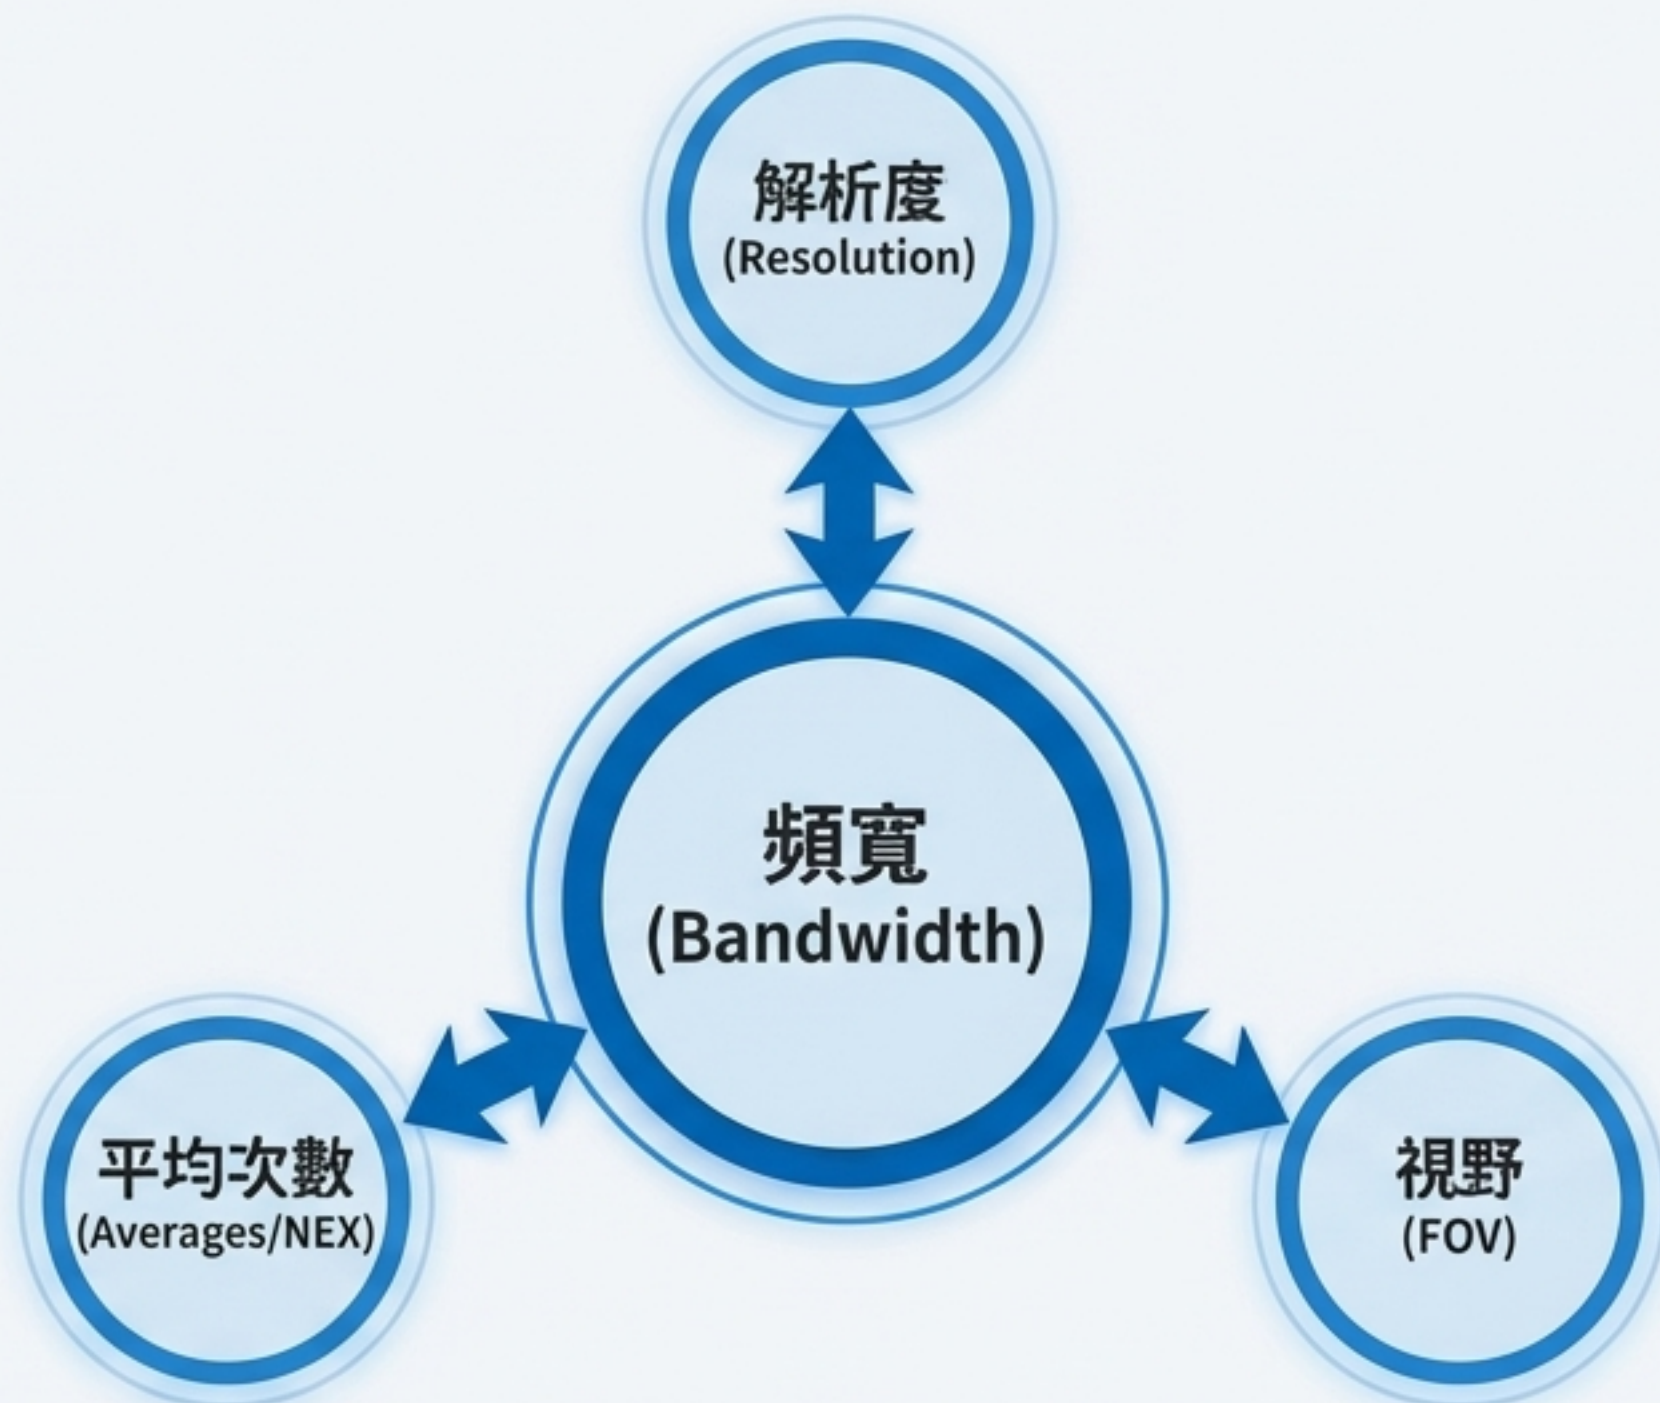 解析度
(Resolution)
頻寬
(Bandwidth)
平均次數
(Averages/NEX)
視野
(FOV)